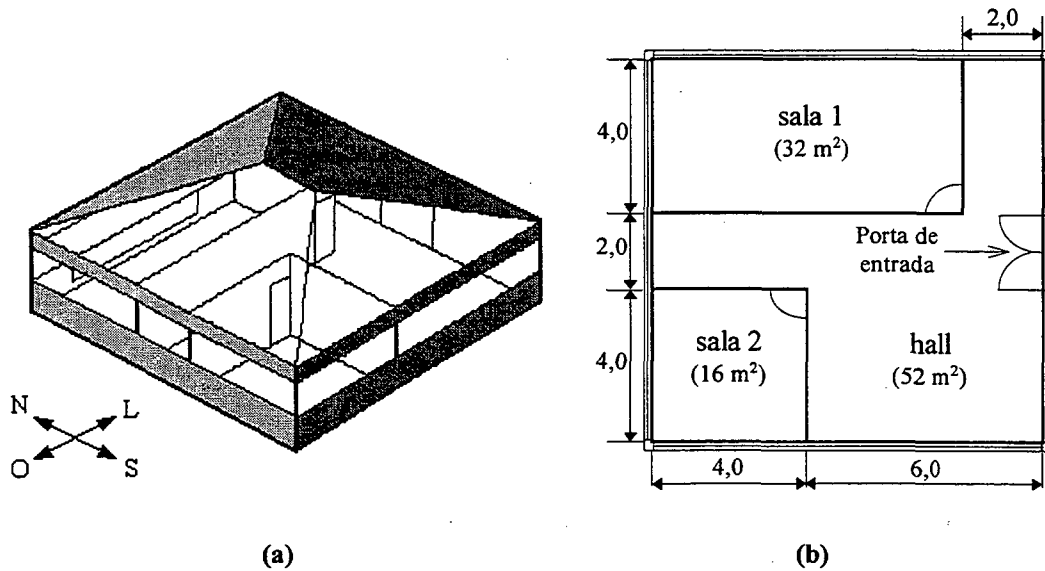 2,0
4,0
sala 1
(32 m²)
2,0
Porta de
entrada
4,0
sala 2
(16 m²)
hall
(52 m²)
4,0
6,0
N
L
O
S
(a)
(b)